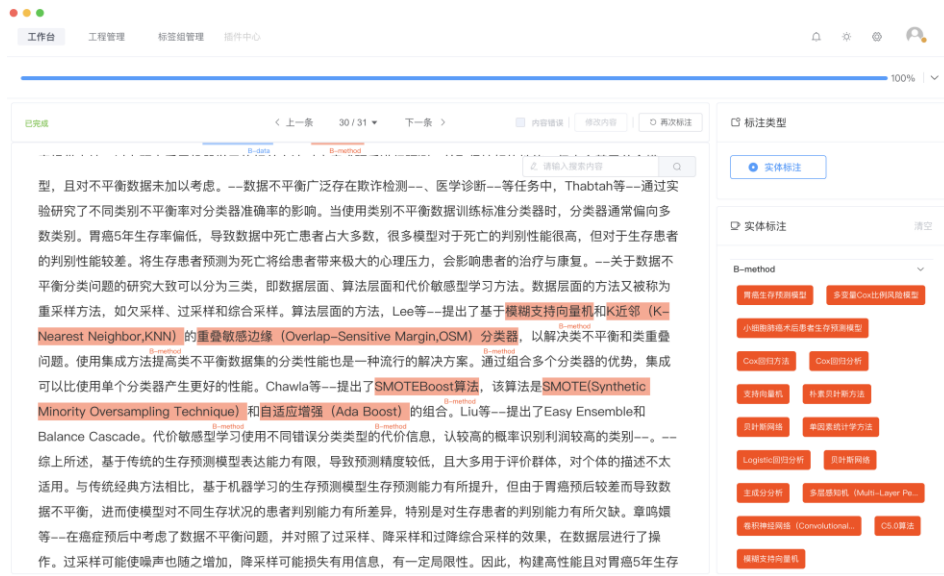 工作台 工程管理 标签组管理 插件中心
100%
已完成 上一条 30 / 31 下一条 内容错误 修改内容 再次标注
B-data B-method
请输入搜索内容
型，且对不平衡数据未加以考虑。--数据不平衡广泛存在欺诈检测--、医学诊断--等任务中，Thabtah等--通过实
验研究了不同类别不平衡率对分类器准确率的影响。当使用类别不平衡数据训练标准分类器时，分类器通常偏向多
数类别。胃癌5年生存率偏低，导致数据中死亡患者占大多数，很多模型对于死亡的判别性能很高，但对于生存患者
的判别性能较差。将生存患者预测为死亡将给患者带来极大的心理压力，会影响患者的治疗与康复。--关于数据不
平衡分类问题的研究大致可以分为三类，即数据层面、算法层面和代价敏感型学习方法。数据层面的方法又被称为
重采样方法，如欠采样、过采样和综合采样。算法层面的方法，Lee等--提出了基于模糊支持向量机和K近邻（K-
B-method
Nearest Neighbor,KNN）的重叠敏感边缘（Overlap-Sensitive Margin,OSM）分类器，以解决类不平衡和类重叠
B-method B-method
问题。使用集成方法提高类不平衡数据集的分类性能也是一种流行的解决方案。通过组合多个分类器的优势，集成
可以比使用单个分类器产生更好的性能。Chawla等--提出了SMOTEBoost算法，该算法是SMOTE(Synthetic
B-method
Minority Oversampling Technique）和自适应增强（Ada Boost）的组合。Liu等--提出了Easy Ensemble和
B-method B-method
Balance Cascade。代价敏感型学习使用不同错误分类类型的代价信息，认较高的概率识别利润较高的类别--。--
综上所述，基于传统的生存预测模型表达能力有限，导致预测精度较低，且大多用于评价群体，对个体的描述不太
适用。与传统经典方法相比，基于机器学习的生存预测模型生存预测能力有所提升，但由于胃癌预后较差而导致数
据不平衡，进而使模型对不同生存状况的患者判别能力有所差异，特别是对生存患者的判别能力有所欠缺。章鸣嬛
等--在癌症预后中考虑了数据不平衡问题，并对照了过采样、降采样和过降综合采样的效果，在数据层进行了操
作。过采样可能使噪声也随之增加，降采样可能损失有用信息，有一定局限性。因此，构建高性能且对胃癌5年生存
标注类型
实体标注
实体标注 清空
B-method
胃癌生存预测模型 多变量Cox比例风险模型
小细胞肺癌术后患者生存预测模型
Cox回归方法 Cox回归分析
支持向量机 朴素贝叶斯方法
贝叶斯网络 单因素统计学方法
Logistic回归分析 贝叶斯网络
主成分分析 多层感知机（Multi-Layer Pe...
卷积神经网络（Convolutional... C5.0算法
模糊支持向量机